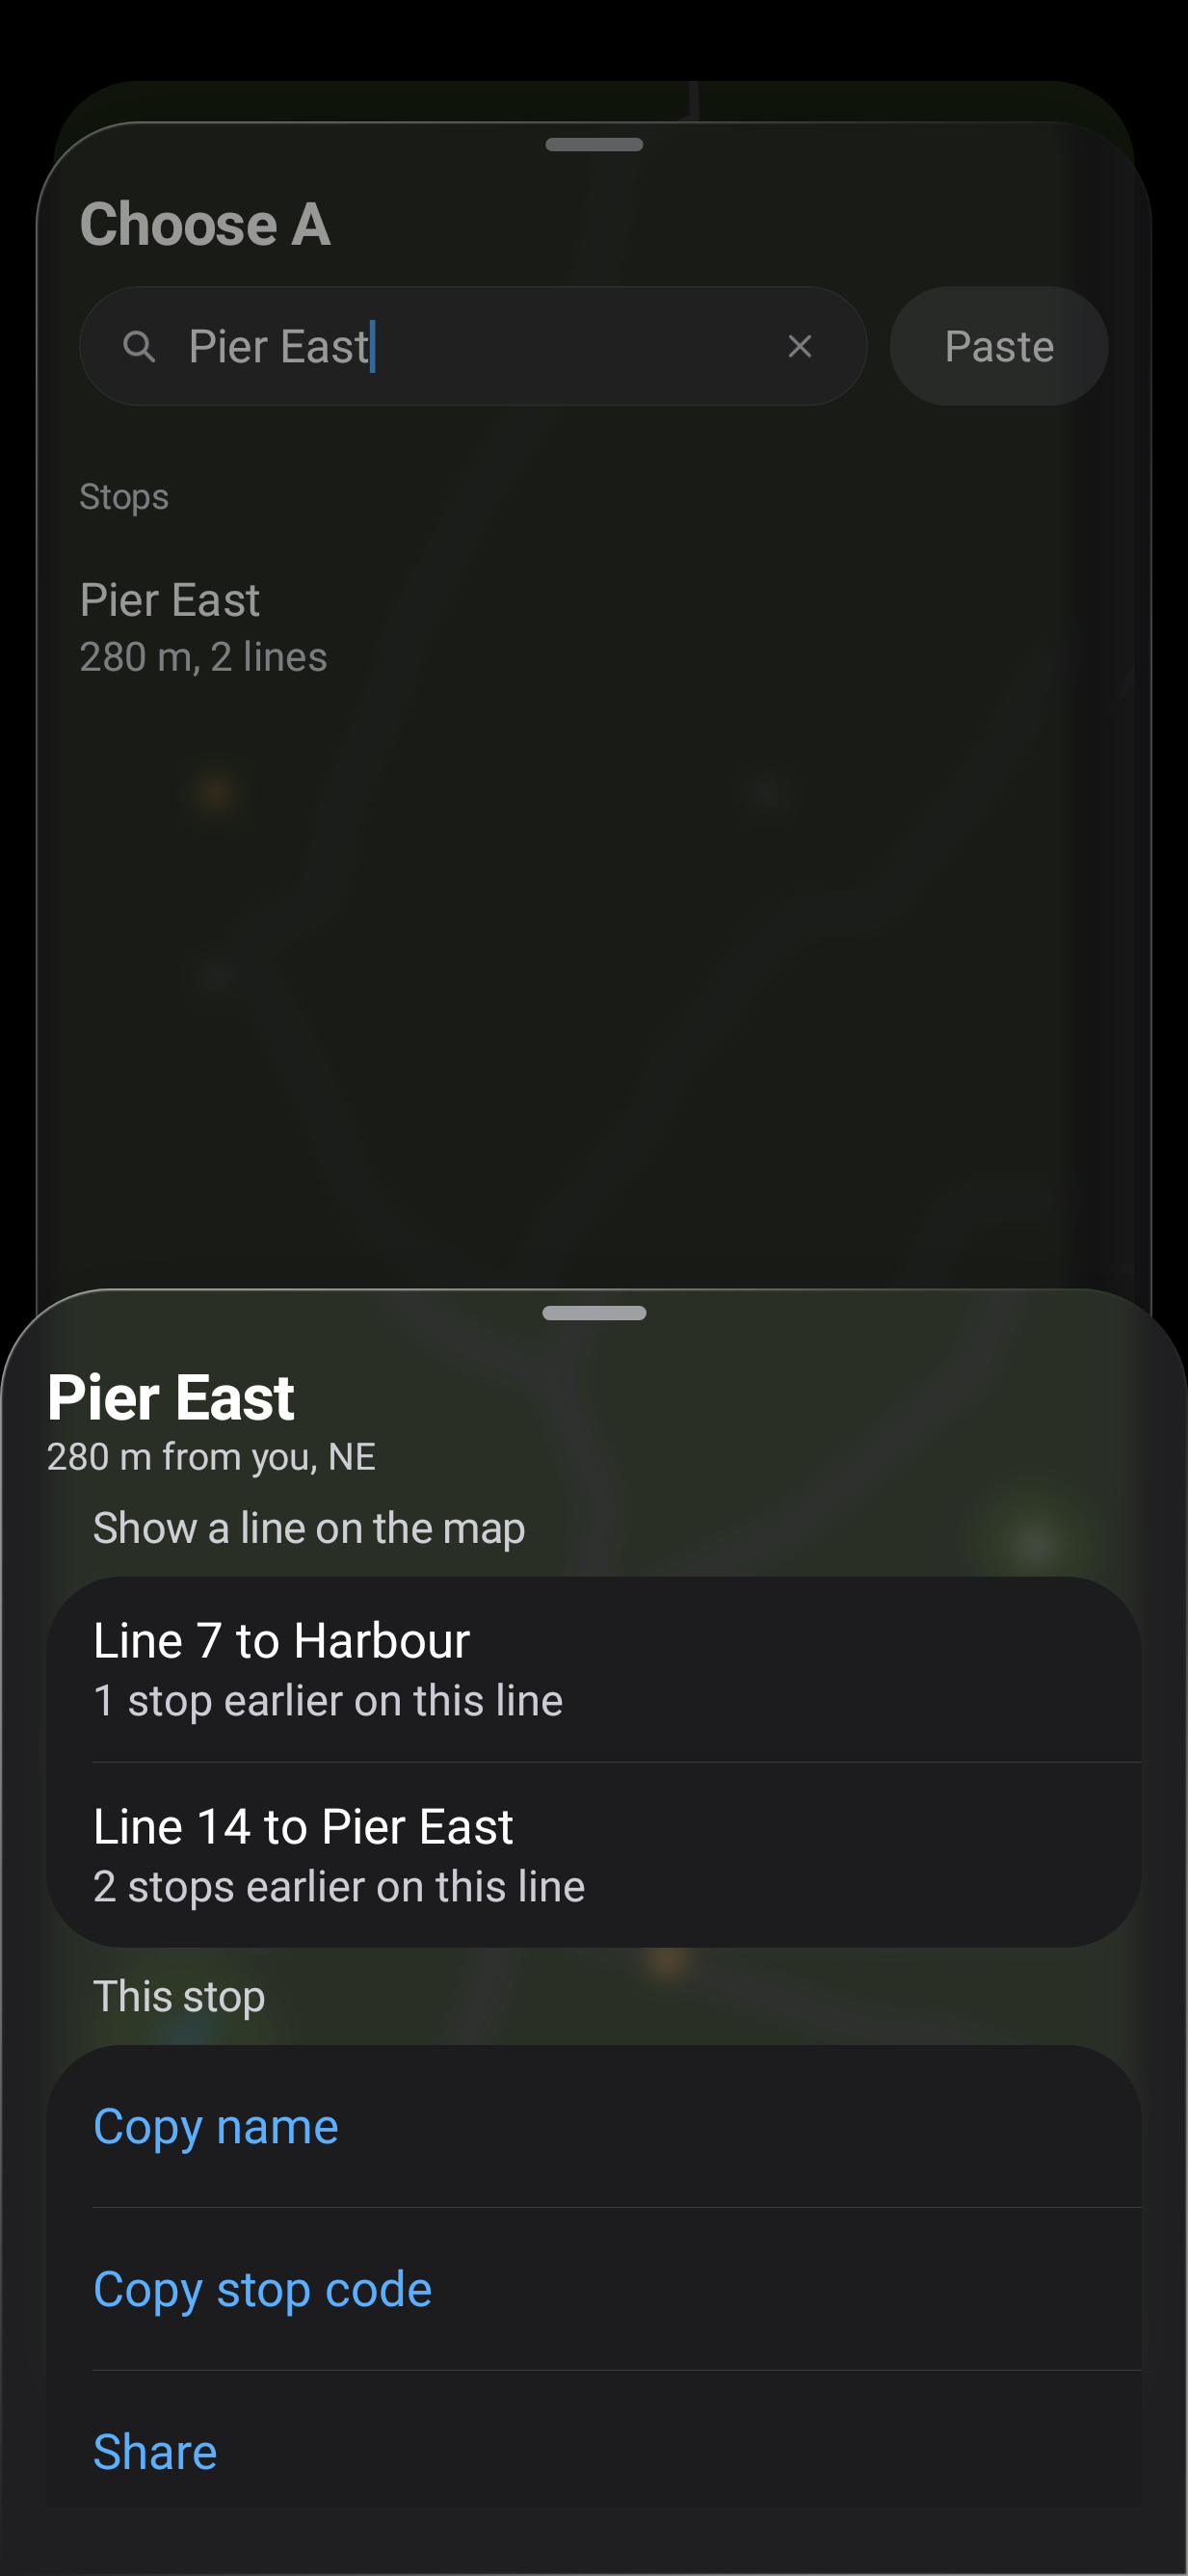 Choose A
Pier East
Paste
Stops
Pier East
280 m, 2 lines
Pier East
280 m from you, NE
Show a line on the map
Line 7 to Harbour
1 stop earlier on this line
Line 14 to Pier East
2 stops earlier on this line
This stop
Copy name
Copy stop code
Share